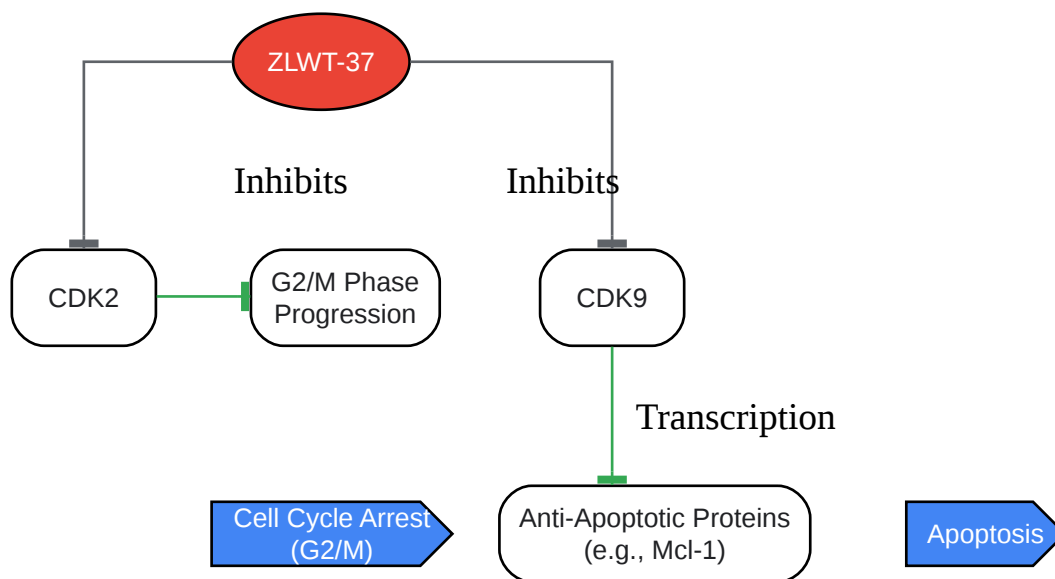 ZLWT-37
Inhibits
Inhibits
CDK2
G2/M Phase
Progression
CDK9
Transcription
Cell Cycle Arrest
(G2/M)
Anti-Apoptotic Proteins
(e.g., Mcl-1)
Apoptosis